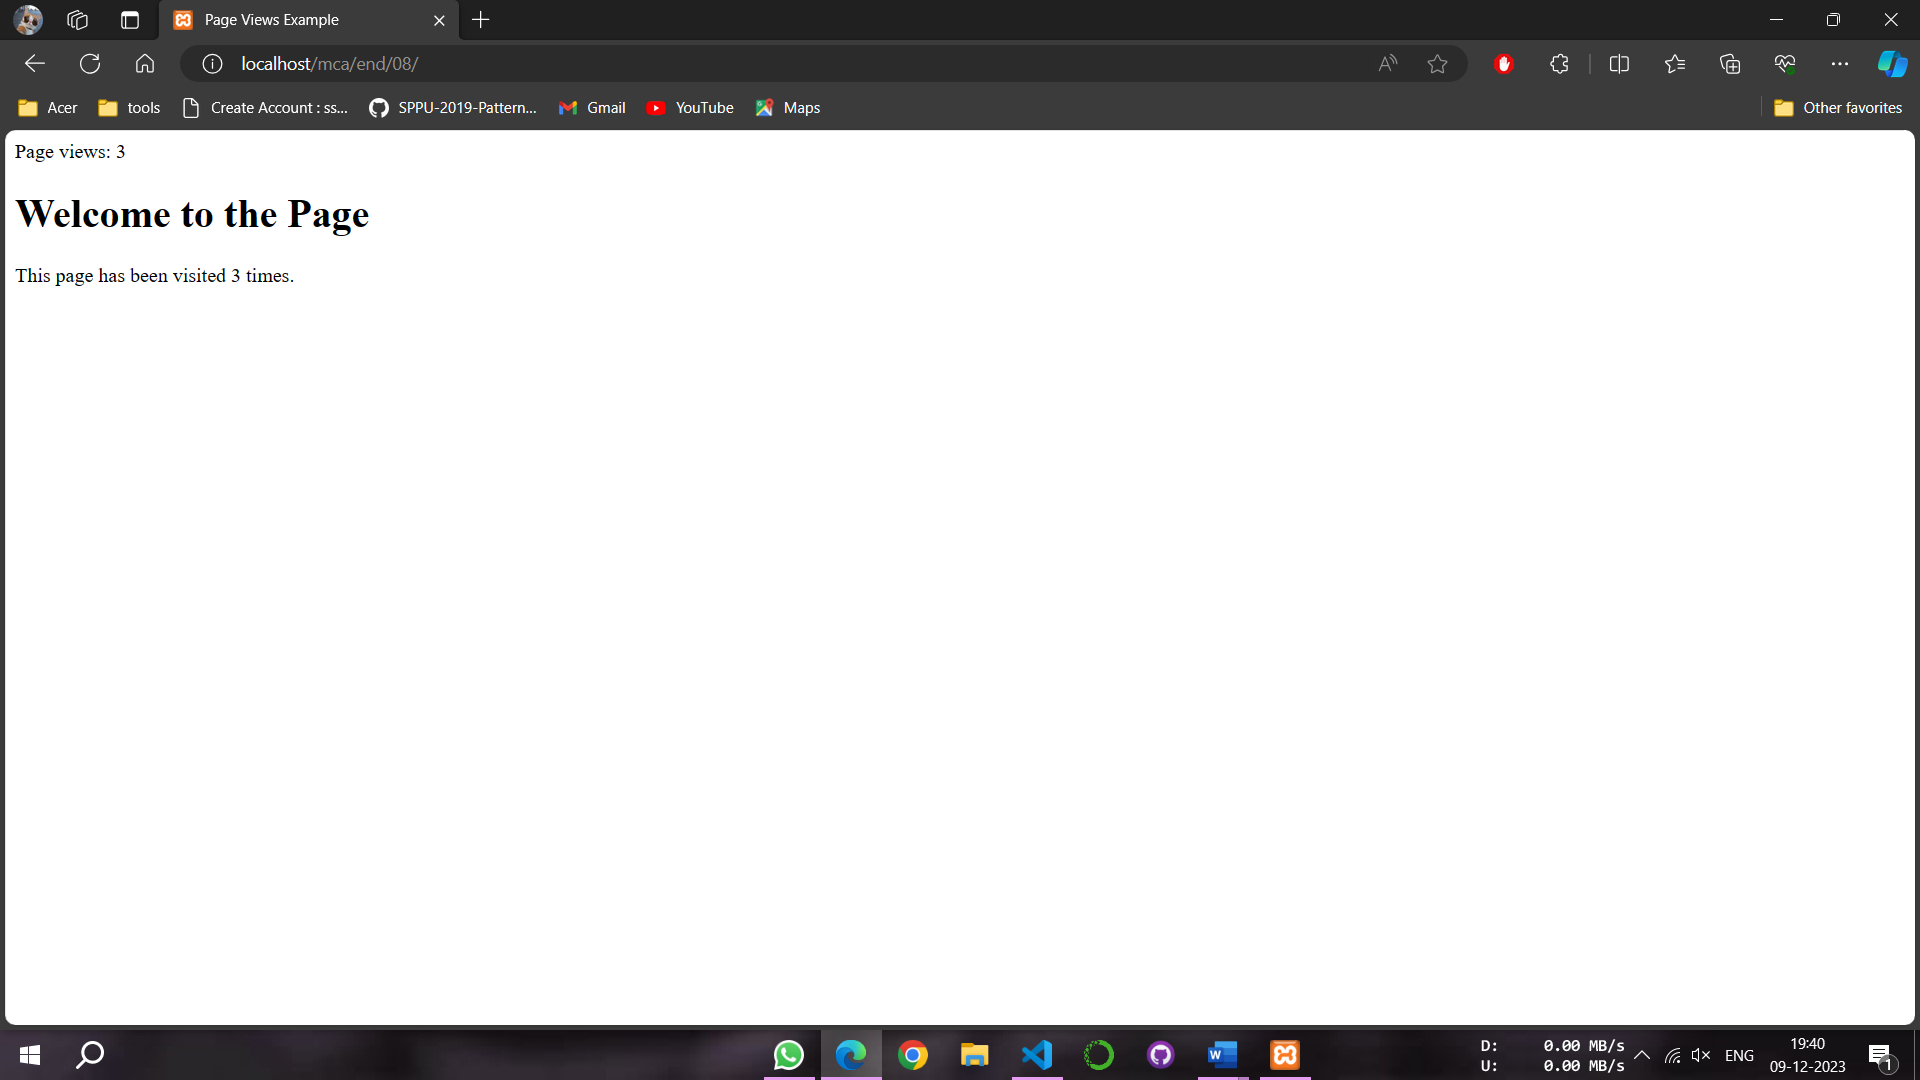 Page Views Example
localhost/mca/end/08/
Acer tools Create Account : ss... SPPU-2019-Pattern... Gmail YouTube Maps Other favorites
Page views: 3
Welcome to the Page
This page has been visited 3 times.
D: 0.00 MB/s
U: 0.00 MB/s
ENG
19:40
09-12-2023
1